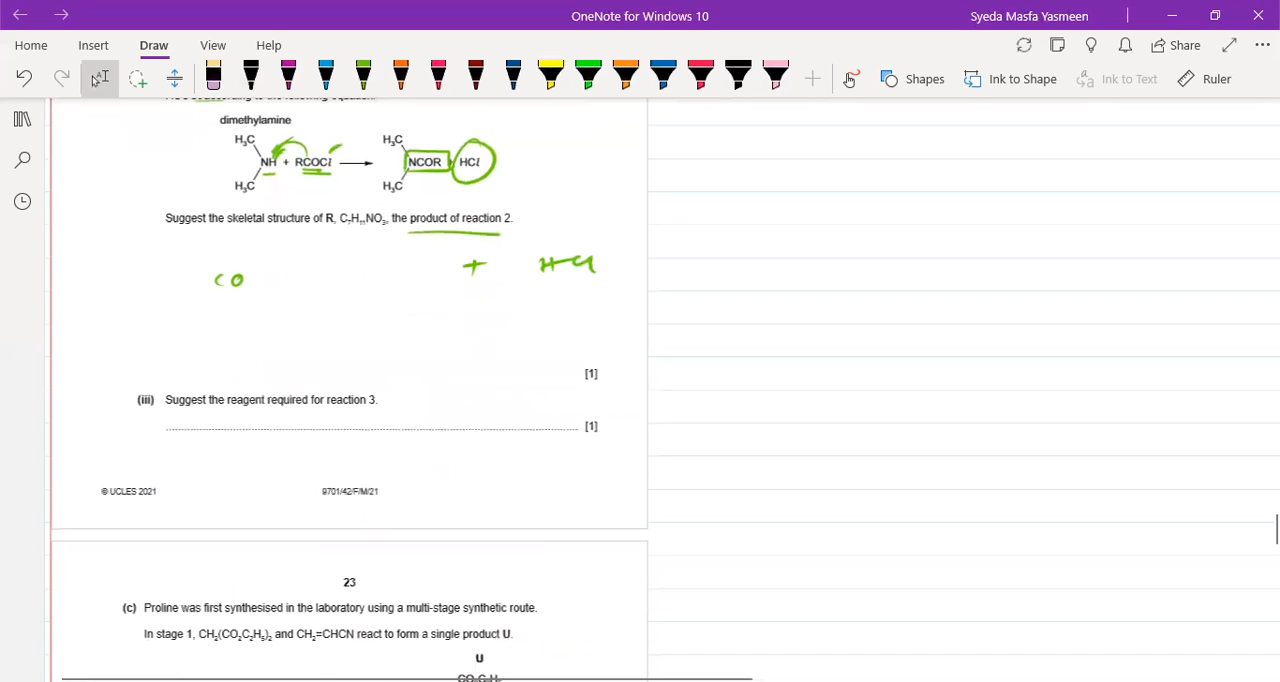 OneNote for Windows 10
Syeda Masfa Yasmeen
Home Insert Draw View Help
Share
Shapes
Ink to Shape
Ink to Text
Ruler
dimethylamine
H₃C H₃C
NH + RCOCl NCOR + HCl
H₃C H₃C
Suggest the skeletal structure of R, C₇H₁₁NO₃, the product of reaction 2.
CO + HCl
[1]
(iii) Suggest the reagent required for reaction 3.
[1]
© UCLES 2021 9701/42/F/M/21
23
(c) Proline was first synthesised in the laboratory using a multi-stage synthetic route.
In stage 1, CH₂(CO₂C₂H₅)₂ and CH₂=CHCN react to form a single product U.
U